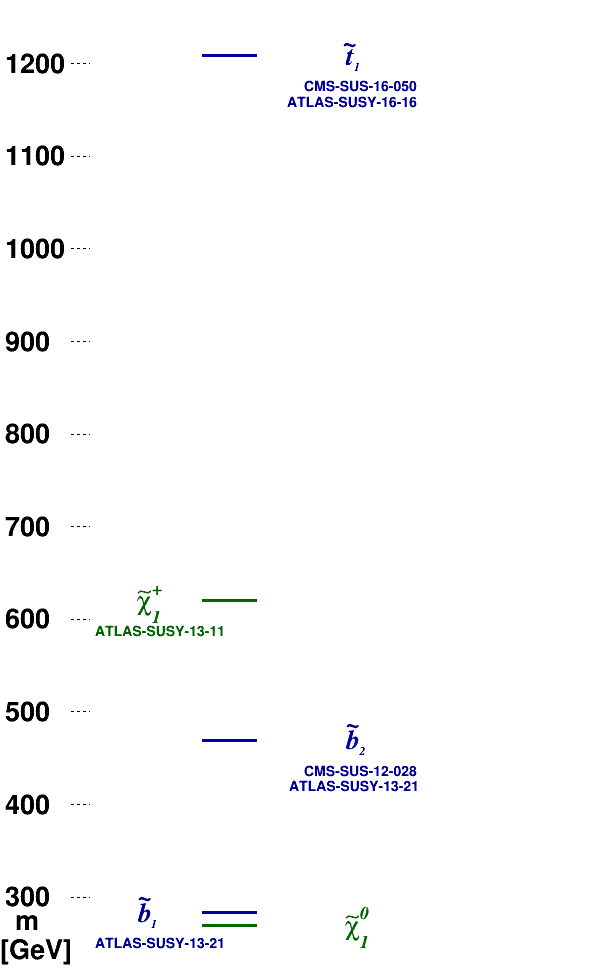 1200
t̃₁
CMS-SUS-16-050
ATLAS-SUSY-16-16
1100
1000
900
800
700
χ̃₁⁺
600
ATLAS-SUSY-13-11
500
b̃₂
CMS-SUS-12-028
ATLAS-SUSY-13-21
400
300
b̃₁
χ̃₁⁰
m
[GeV]
ATLAS-SUSY-13-21